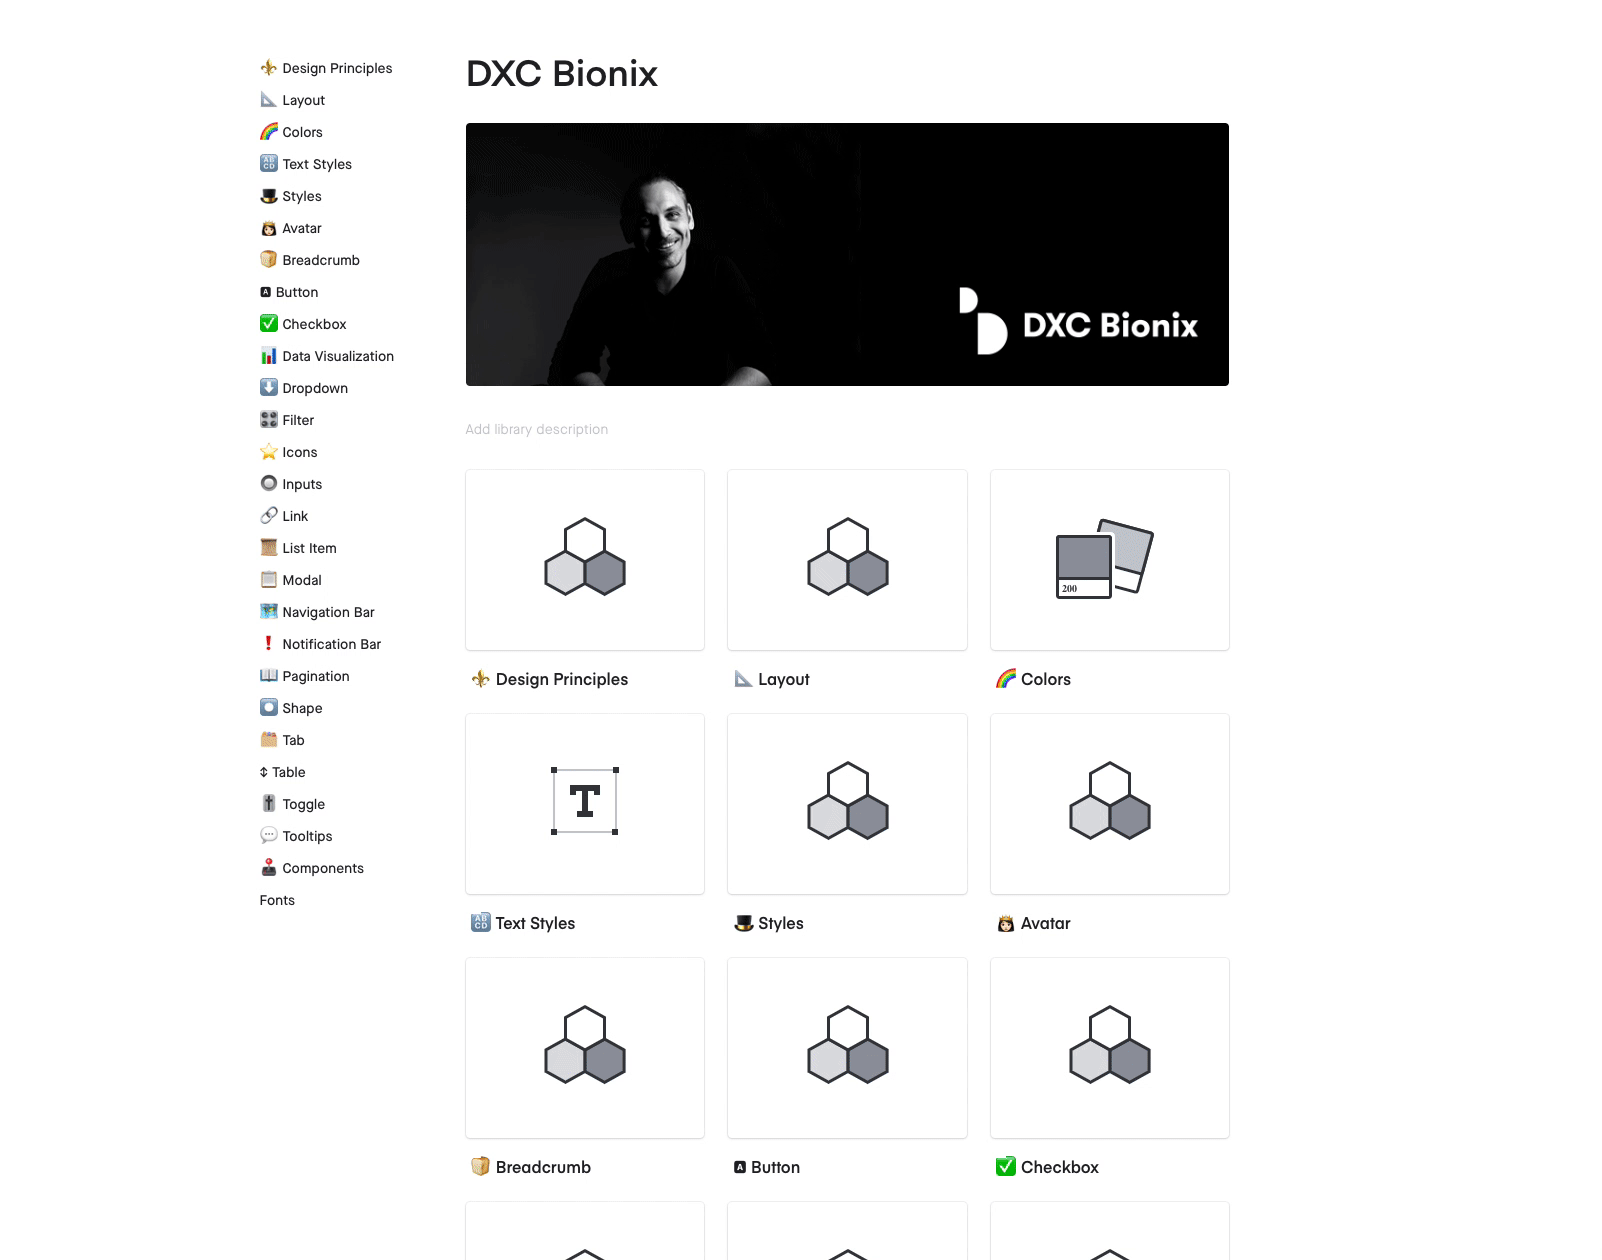 Design Principles
Layout
Colors
Text Styles
Styles
Avatar
Breadcrumb
Button
Checkbox
Data Visualization
Dropdown
Filter
Icons
Inputs
Link
List Item
Modal
Navigation Bar
Notification Bar
Pagination
Shape
Tab
Table
Toggle
Tooltips
Components
Fonts
DXC Bionix
DXC Bionix
Add library description
200
Design Principles
Layout
Colors
T
Text Styles
Styles
Avatar
Breadcrumb
Button
Checkbox